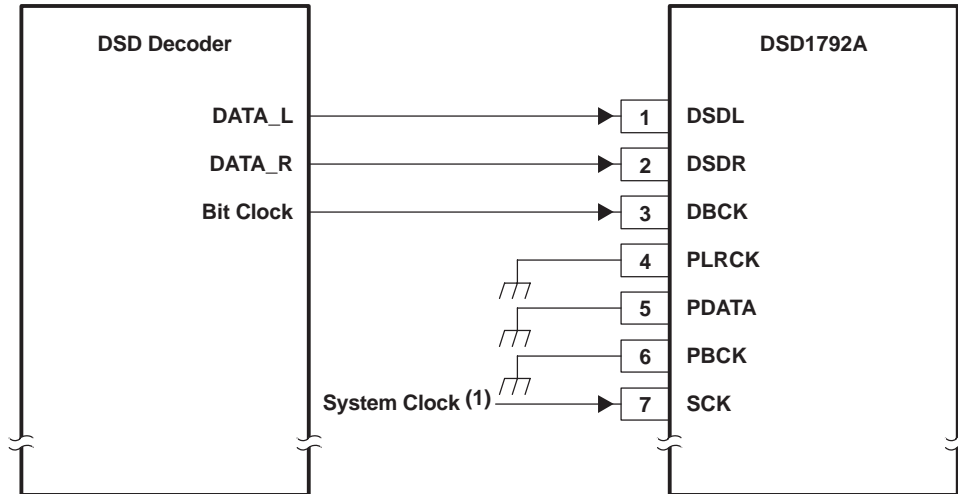 DSD Decoder
DSD1792A
DATA_L
1
DSDL
DATA_R
2
DSDR
Bit Clock
3
DBCK
4
PLRCK
5
PDATA
6
PBCK
System Clock (1)
7
SCK